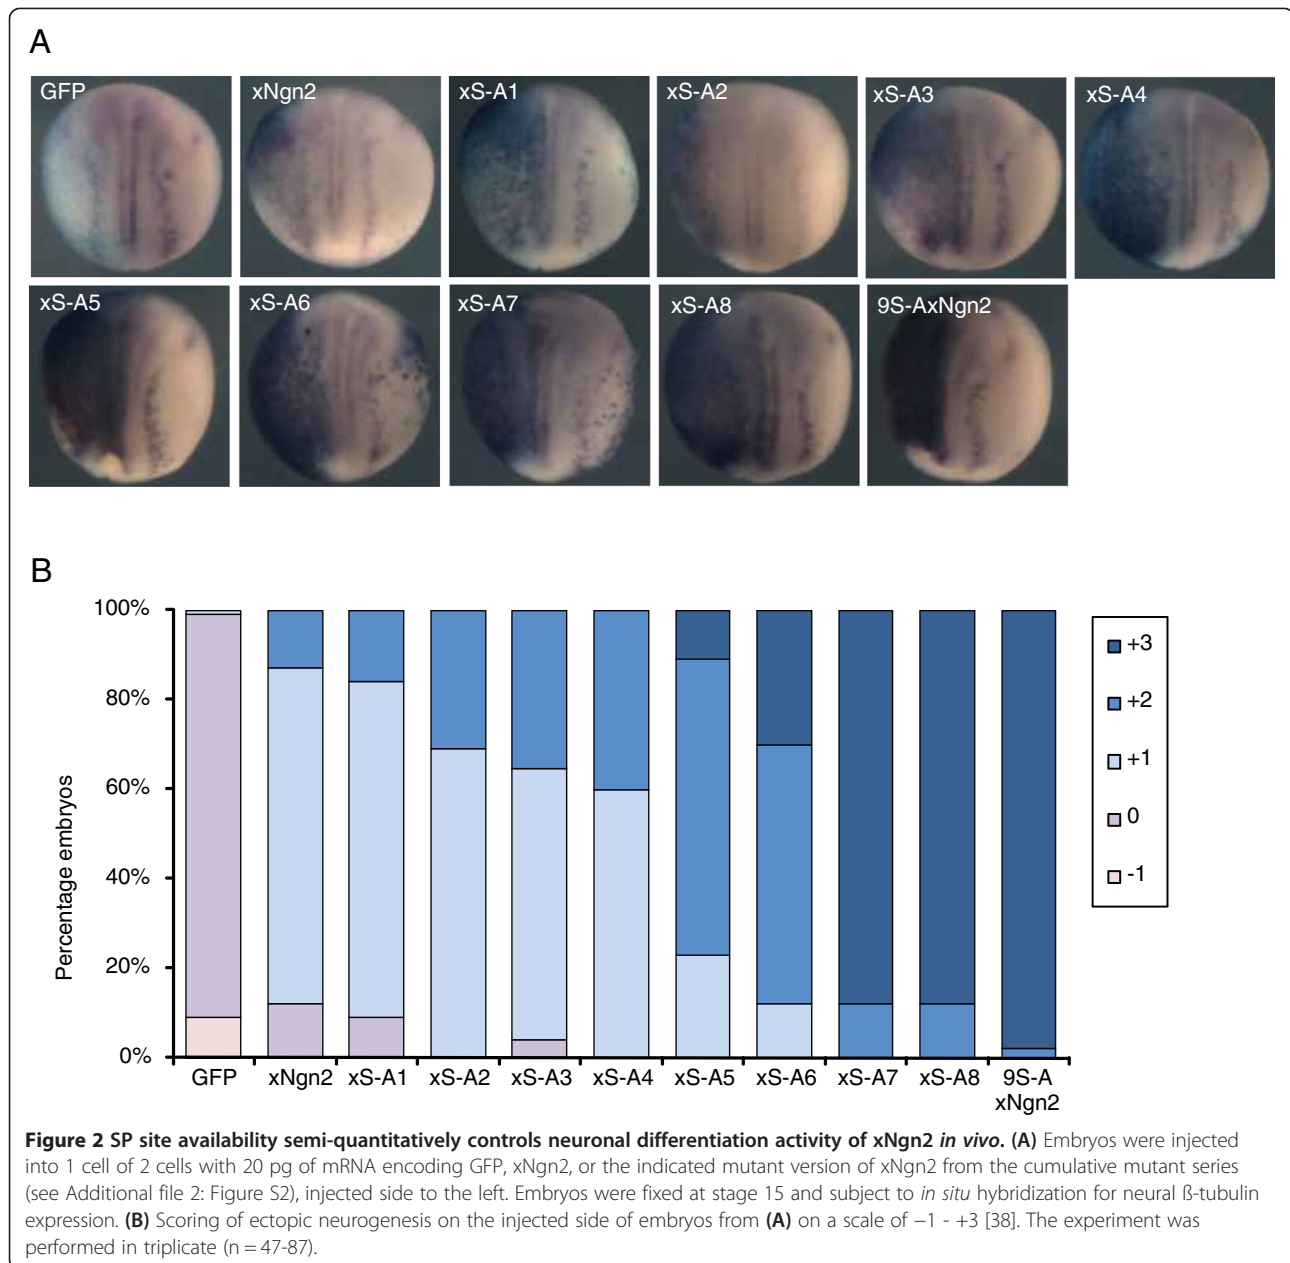 A
GFP
xNgn2
xS-A1
xS-A2
xS-A3
xS-A4
xS-A5
xS-A6
xS-A7
xS-A8
9S-AxNgn2
B
100%
80%
60%
40%
20%
0%
Percentage embryos
GFP
xNgn2
xS-A1
xS-A2
xS-A3
xS-A4
xS-A5
xS-A6
xS-A7
xS-A8
9S-A
xNgn2
+3
+2
+1
0
-1
Figure 2 SP site availability semi-quantitatively controls neuronal differentiation activity of xNgn2 in vivo. (A) Embryos were injected
into 1 cell of 2 cells with 20 pg of mRNA encoding GFP, xNgn2, or the indicated mutant version of xNgn2 from the cumulative mutant series
(see Additional file 2: Figure S2), injected side to the left. Embryos were fixed at stage 15 and subject to in situ hybridization for neural ß-tubulin
expression. (B) Scoring of ectopic neurogenesis on the injected side of embryos from (A) on a scale of −1 - +3 [38]. The experiment was
performed in triplicate (n = 47-87).